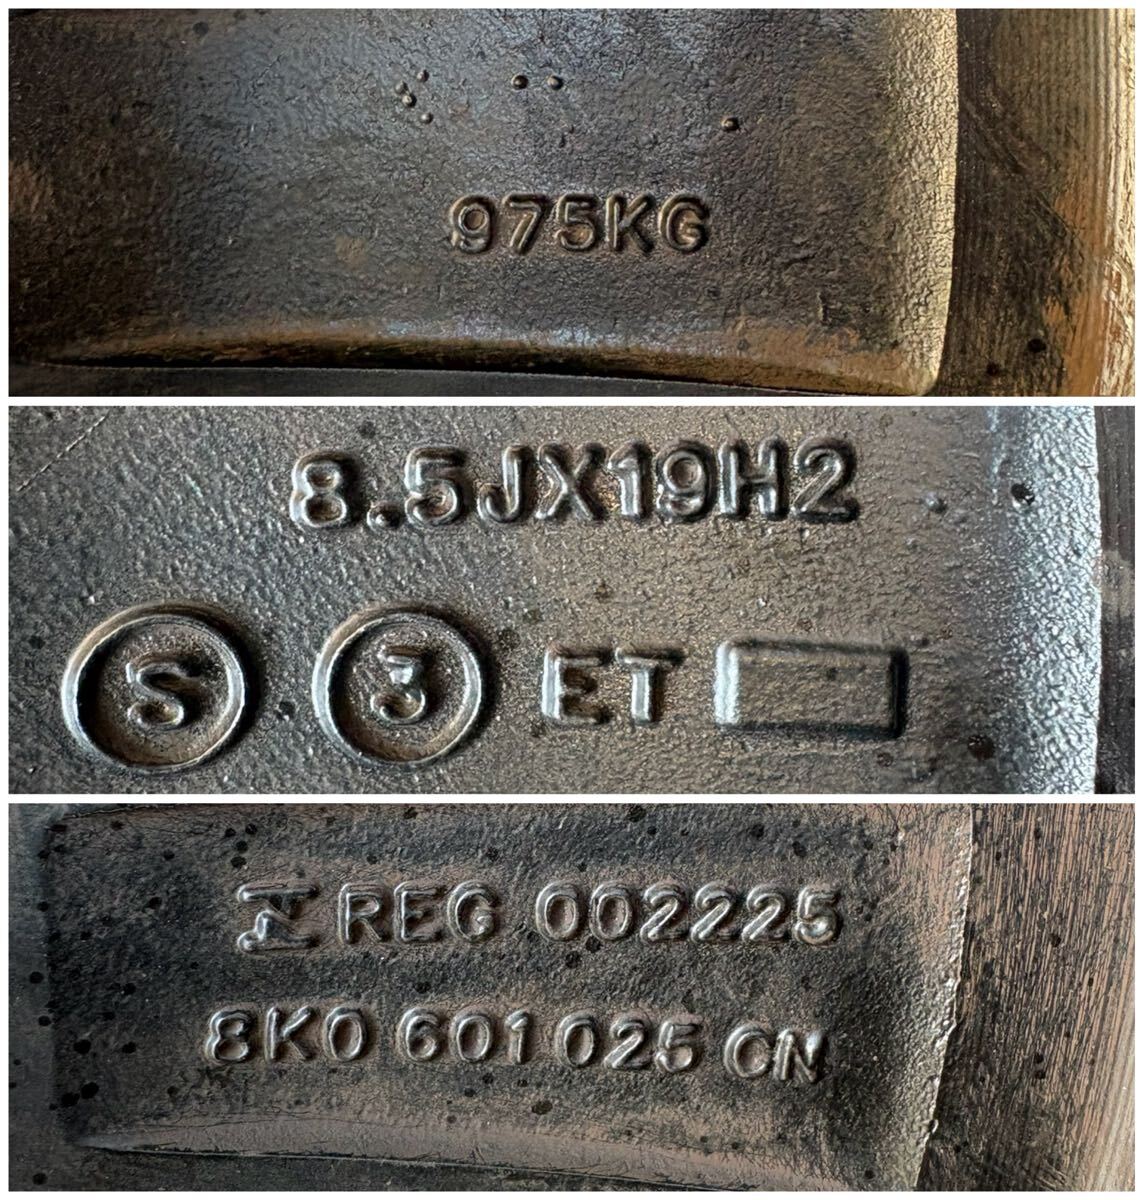 975KG
8.5JX19H2
S 3 ET
REG 002225
8K0 601 025 CN